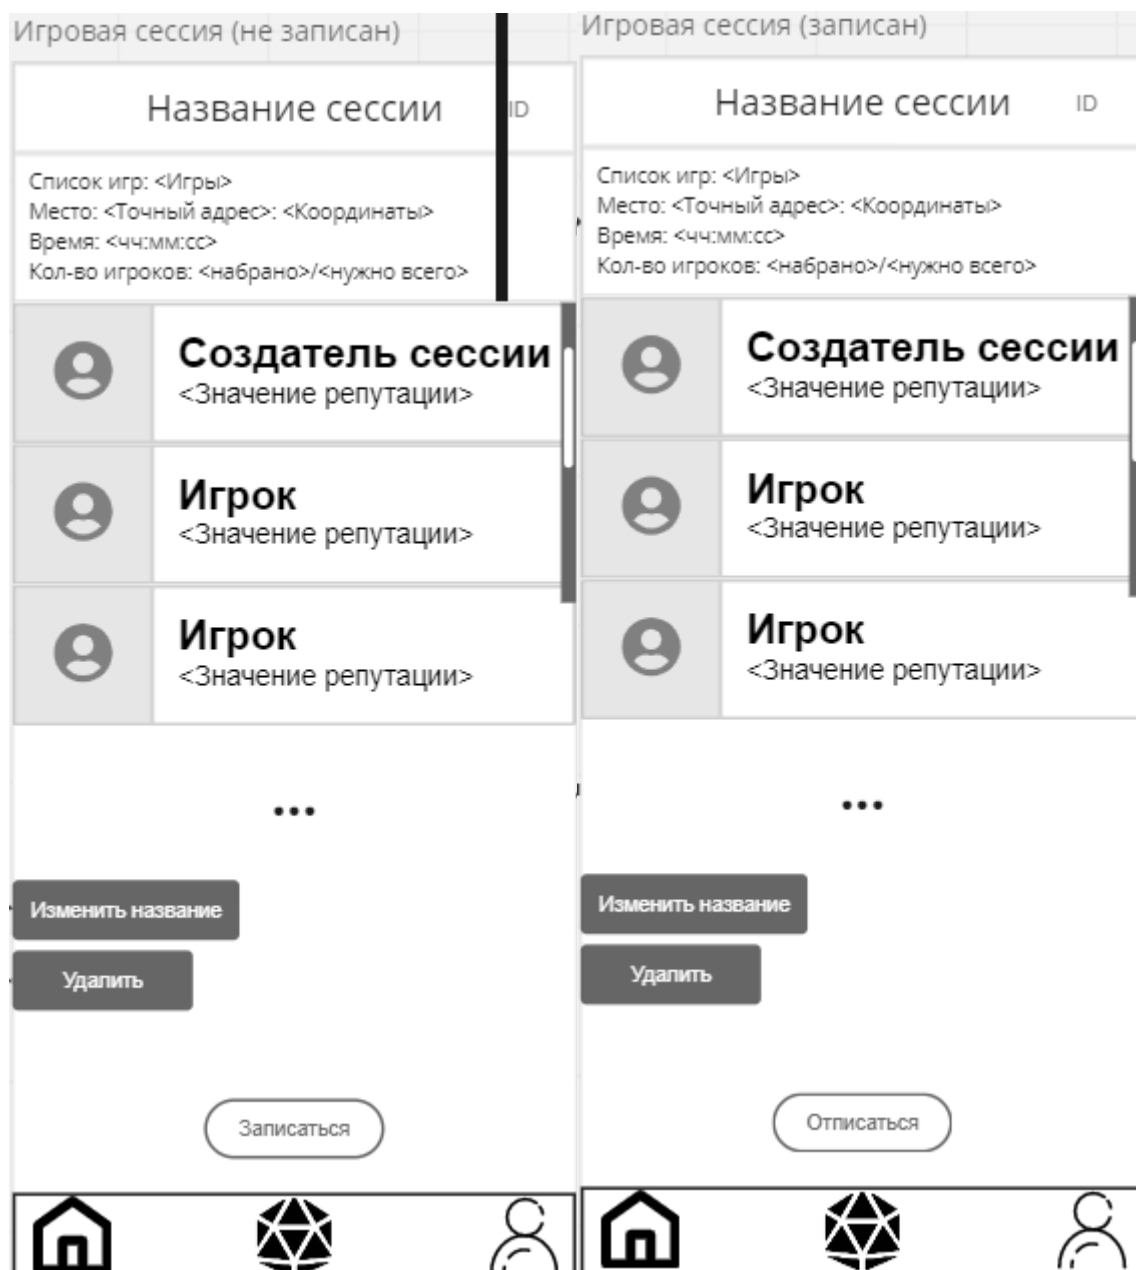 Игровая сессия (не записан)
Название сессии
ID
Список игр: <Игры>
Место: <Точный адрес>: <Координаты>
Время: <чч:мм:сс>
Кол-во игроков: <набрано>/<нужно всего>
Создатель сессии
<Значение репутации>
Игрок
<Значение репутации>
Игрок
<Значение репутации>
•••
Изменить название
Удалить
Записаться
Игровая сессия (записан)
Название сессии
ID
Список игр: <Игры>
Место: <Точный адрес>: <Координаты>
Время: <чч:мм:сс>
Кол-во игроков: <набрано>/<нужно всего>
Создатель сессии
<Значение репутации>
Игрок
<Значение репутации>
Игрок
<Значение репутации>
•••
Изменить название
Удалить
Отписаться